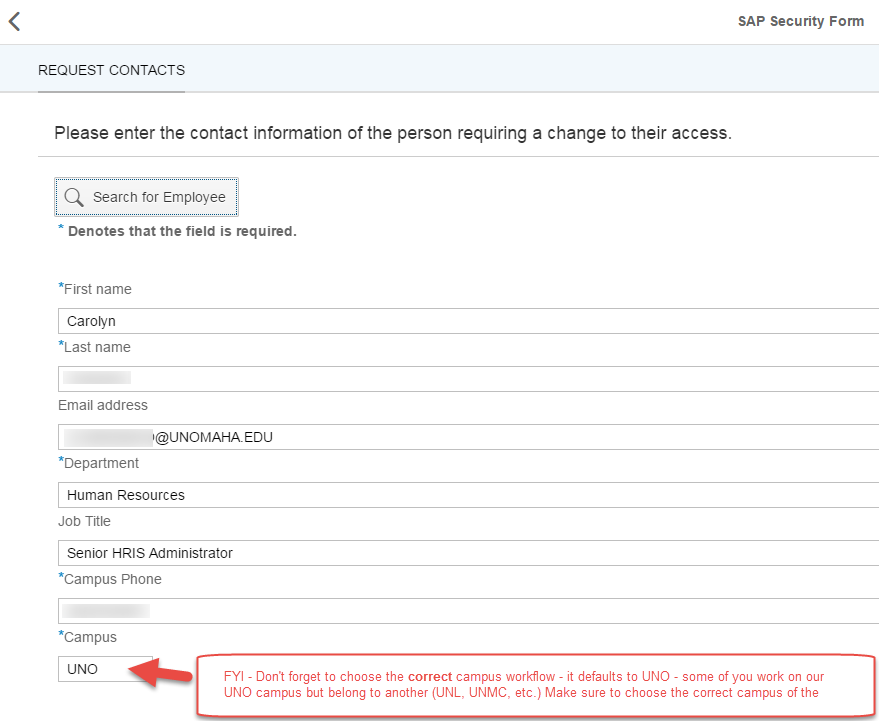 SAP Security Form
REQUEST CONTACTS
Please enter the contact information of the person requiring a change to their access.
Search for Employee
* Denotes that the field is required.
*First name
Carolyn
*Last name
Email address
@UNOMAHA.EDU
*Department
Human Resources
Job Title
Senior HRIS Administrator
*Campus Phone
*Campus
UNO
FYI - Don't forget to choose the correct campus workflow - it defaults to UNO - some of you work on our
UNO campus but belong to another (UNL, UNMC, etc.) Make sure to choose the correct campus of the